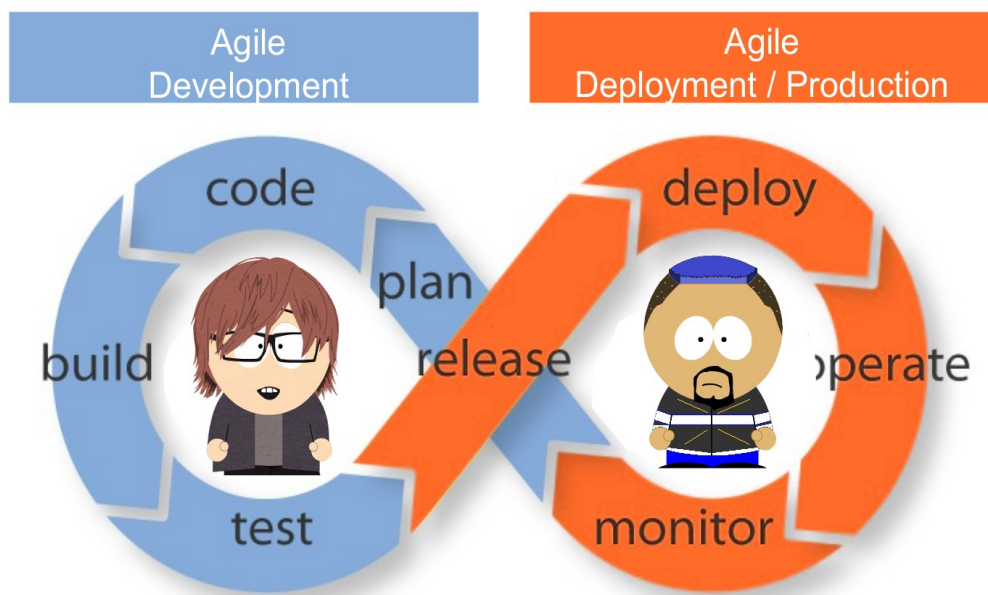 Agile
Development
Agile
Deployment / Production
code
plan
build
test
release
deploy
operate
monitor